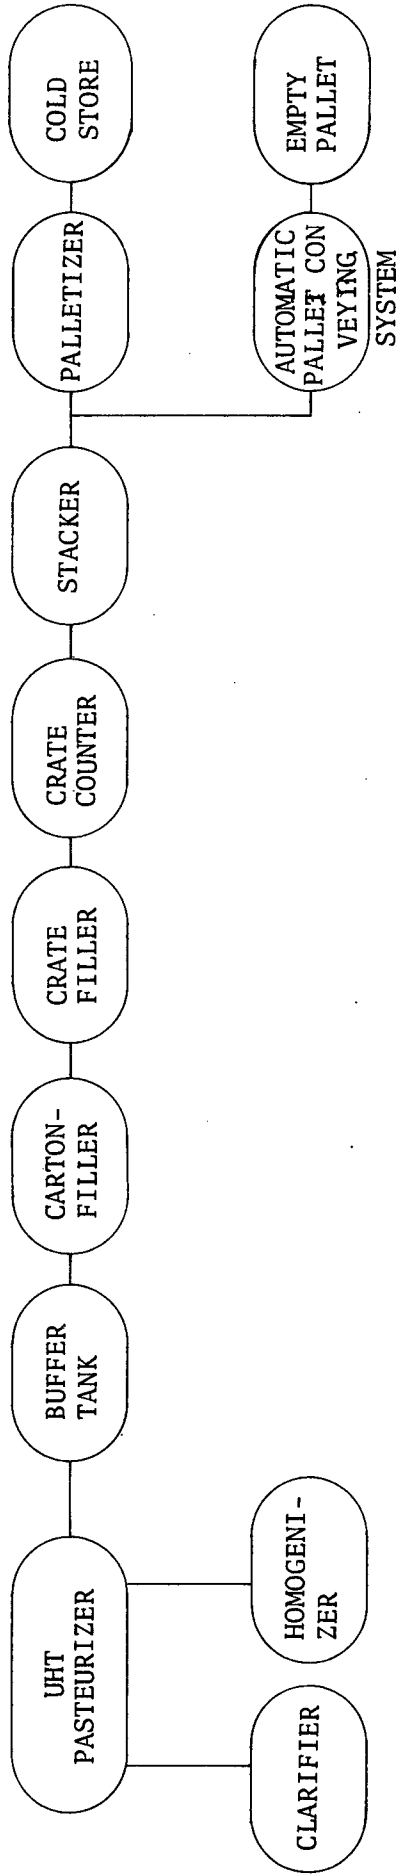 UHT
PASTEURIZER
BUFFER
TANK
CARTON-
FILLER
CRATE
FILLER
CRATE
COUNTER
STACKER
PALLETIZER
COLD
STORE
CLARIFIER
HOMOGENI-
ZER
AUTOMATIC
PALLET CON
VEYING
SYSTEM
EMPTY
PALLET